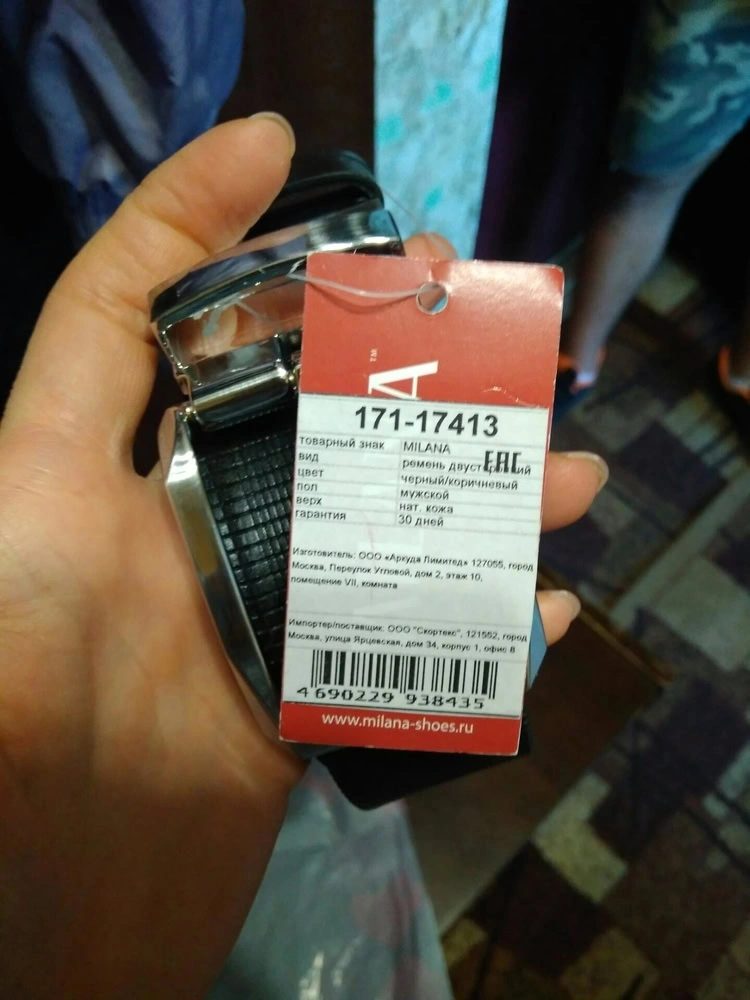 ™
A
171-17413
товарный знак MILANA
вид ремень
цвет черный/коричневый
пол мужской
верх нат. кожа
гарантия 30 дней
ЕАС
Изготовитель: ООО «Аркуда Лимитед» 127055, город
Москва, Переулок Угловой, дом 2, этаж 10,
помещение VII, комната
Импортер/поставщик: ООО "Скортекс", 121552, город
Москва, улица Ярцевская, дом 34, корпус 1, офис 8
4 690229 938435
www.milana-shoes.ru